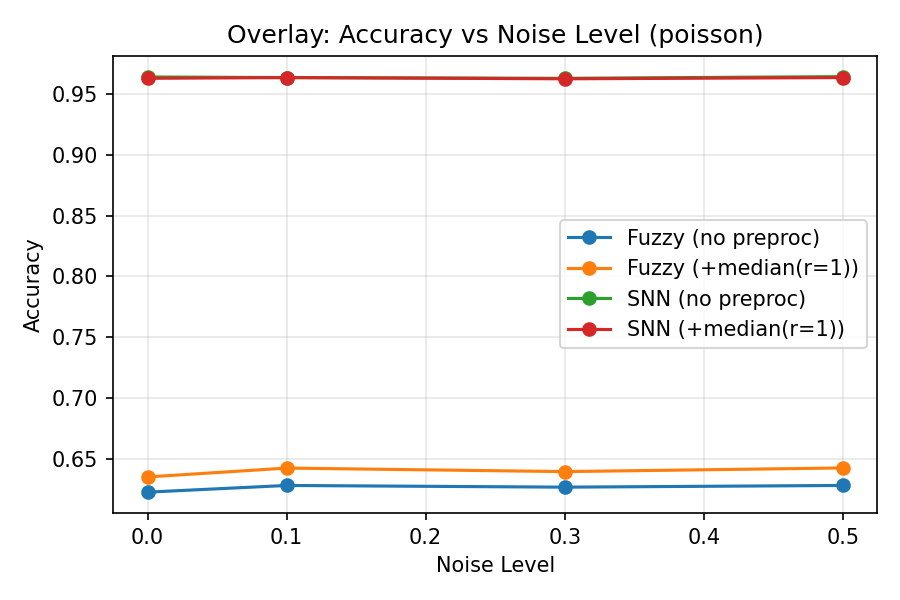 Overlay: Accuracy vs Noise Level (poisson)
Accuracy
0.95
0.90
0.85
0.80
0.75
0.70
0.65
Fuzzy (no preproc)
Fuzzy (+median(r=1))
SNN (no preproc)
SNN (+median(r=1))
0.0 0.1 0.2 0.3 0.4 0.5
Noise Level